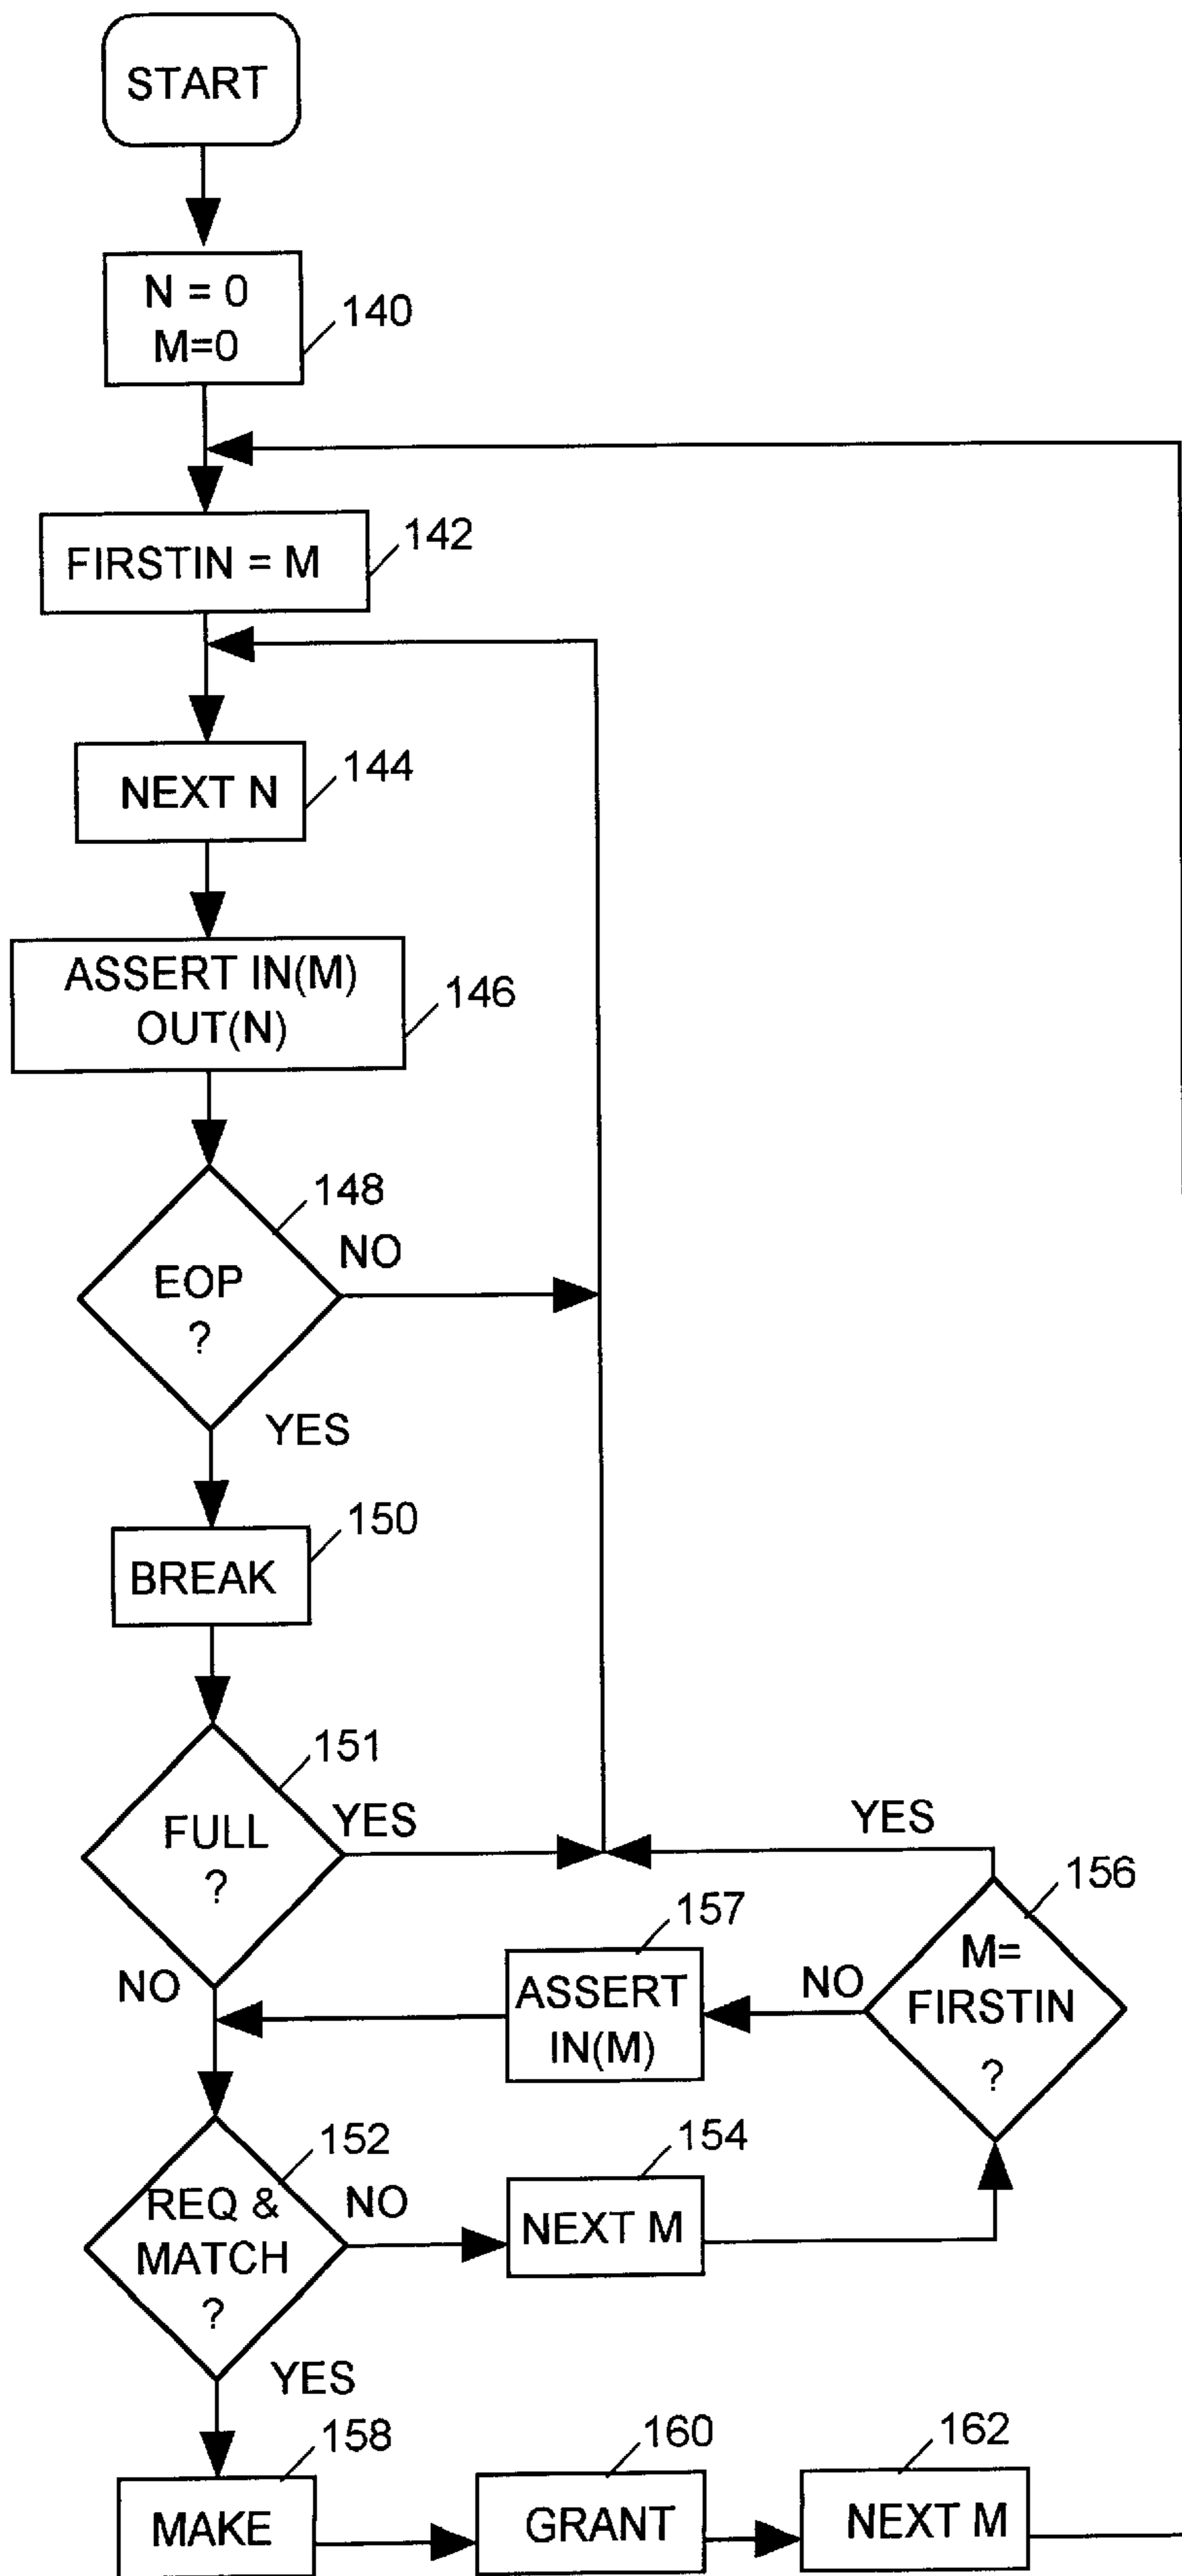 START
N = 0
M=0
140
FIRSTIN = M
142
NEXT N
144
ASSERT IN(M)
OUT(N)
146
148
EOP
?
NO
YES
BREAK
150
151
FULL
?
YES
NO
YES
156
M=
FIRSTIN
?
NO
157
ASSERT
IN(M)
152
REQ &
MATCH
?
NO
YES
154
NEXT M
158
MAKE
160
GRANT
162
NEXT M